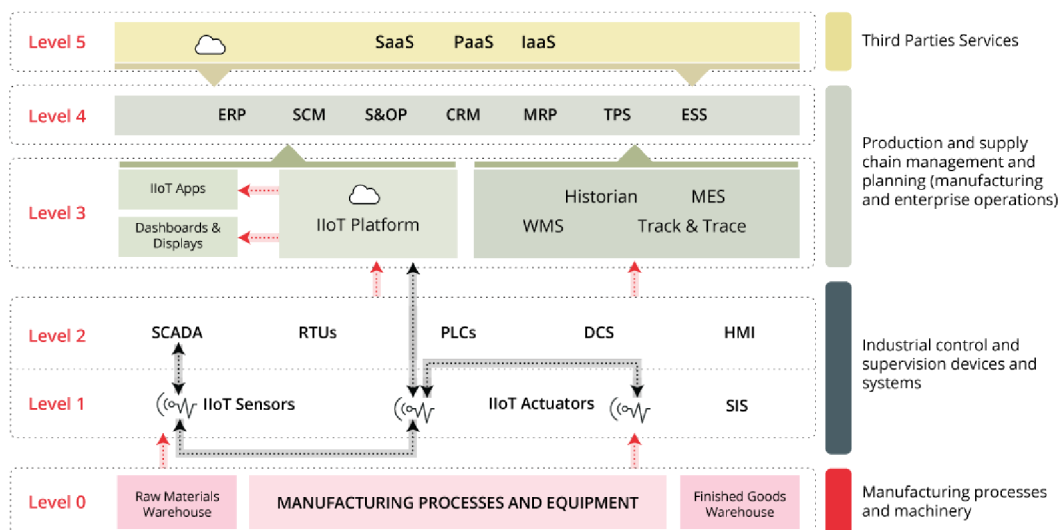 Level 5
SaaS PaaS IaaS
Third Parties Services
Level 4
ERP SCM S&OP CRM MRP TPS ESS
Production and supply
chain management and
planning (manufacturing
and enterprise operations)
Level 3
IIoT Apps
Dashboards &
Displays
IIoT Platform
Historian MES
WMS Track & Trace
Level 2
SCADA RTUs PLCs DCS HMI
Industrial control and
supervision devices and
systems
Level 1
IIoT Sensors IIoT Actuators SIS
Level 0
Raw Materials
Warehouse
MANUFACTURING PROCESSES AND EQUIPMENT
Finished Goods
Warehouse
Manufacturing processes
and machinery